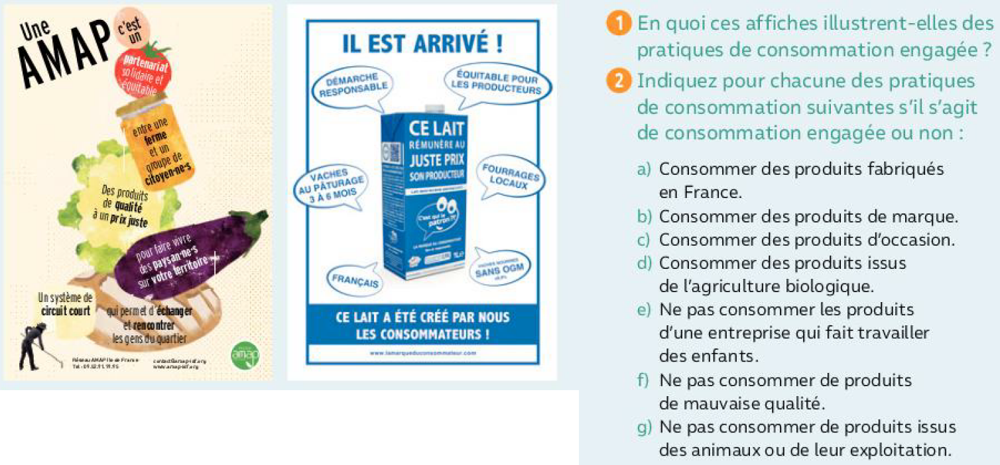 Une
AMAP
c'est
un
partenariat
solidaire et
équitable
entre une
ferme
et un
groupe de
citoyen·ne·s
Des produits
de qualité
à un prix juste
pour faire vivre
des paysan·ne·s
sur votre territoire
Un système de
circuit court
qui permet d'échanger
et rencontrer
les gens du quartier
Réseau AMAP Ile de France
Tel : 09.52.91.79.95
contact@amap-idf.org
www.amap-idf.org
amap
IL EST ARRIVÉ !
DÉMARCHE
RESPONSABLE
ÉQUITABLE POUR
LES PRODUCTEURS
CE LAIT
RÉMUNÈRE AU
JUSTE PRIX
SON PRODUCTEUR
C'est qui le
patron ?!
LA MARQUE DU CONSOMMATEUR
1L℮
VACHES
AU PÂTURAGE
3 À 6 MOIS
FOURRAGES
LOCAUX
FRANÇAIS
VACHES NOURRIES
SANS OGM
CE LAIT A ÉTÉ CRÉÉ PAR NOUS
LES CONSOMMATEURS !
www.lamarqueduconsommateur.com
1 En quoi ces affiches illustrent-elles des
pratiques de consommation engagée ?
2 Indiquez pour chacune des pratiques
de consommation suivantes s'il s'agit
de consommation engagée ou non :
a) Consommer des produits fabriqués
en France.
b) Consommer des produits de marque.
c) Consommer des produits d'occasion.
d) Consommer des produits issus
de l'agriculture biologique.
e) Ne pas consommer les produits
d'une entreprise qui fait travailler
des enfants.
f) Ne pas consommer de produits
de mauvaise qualité.
g) Ne pas consommer de produits issus
des animaux ou de leur exploitation.